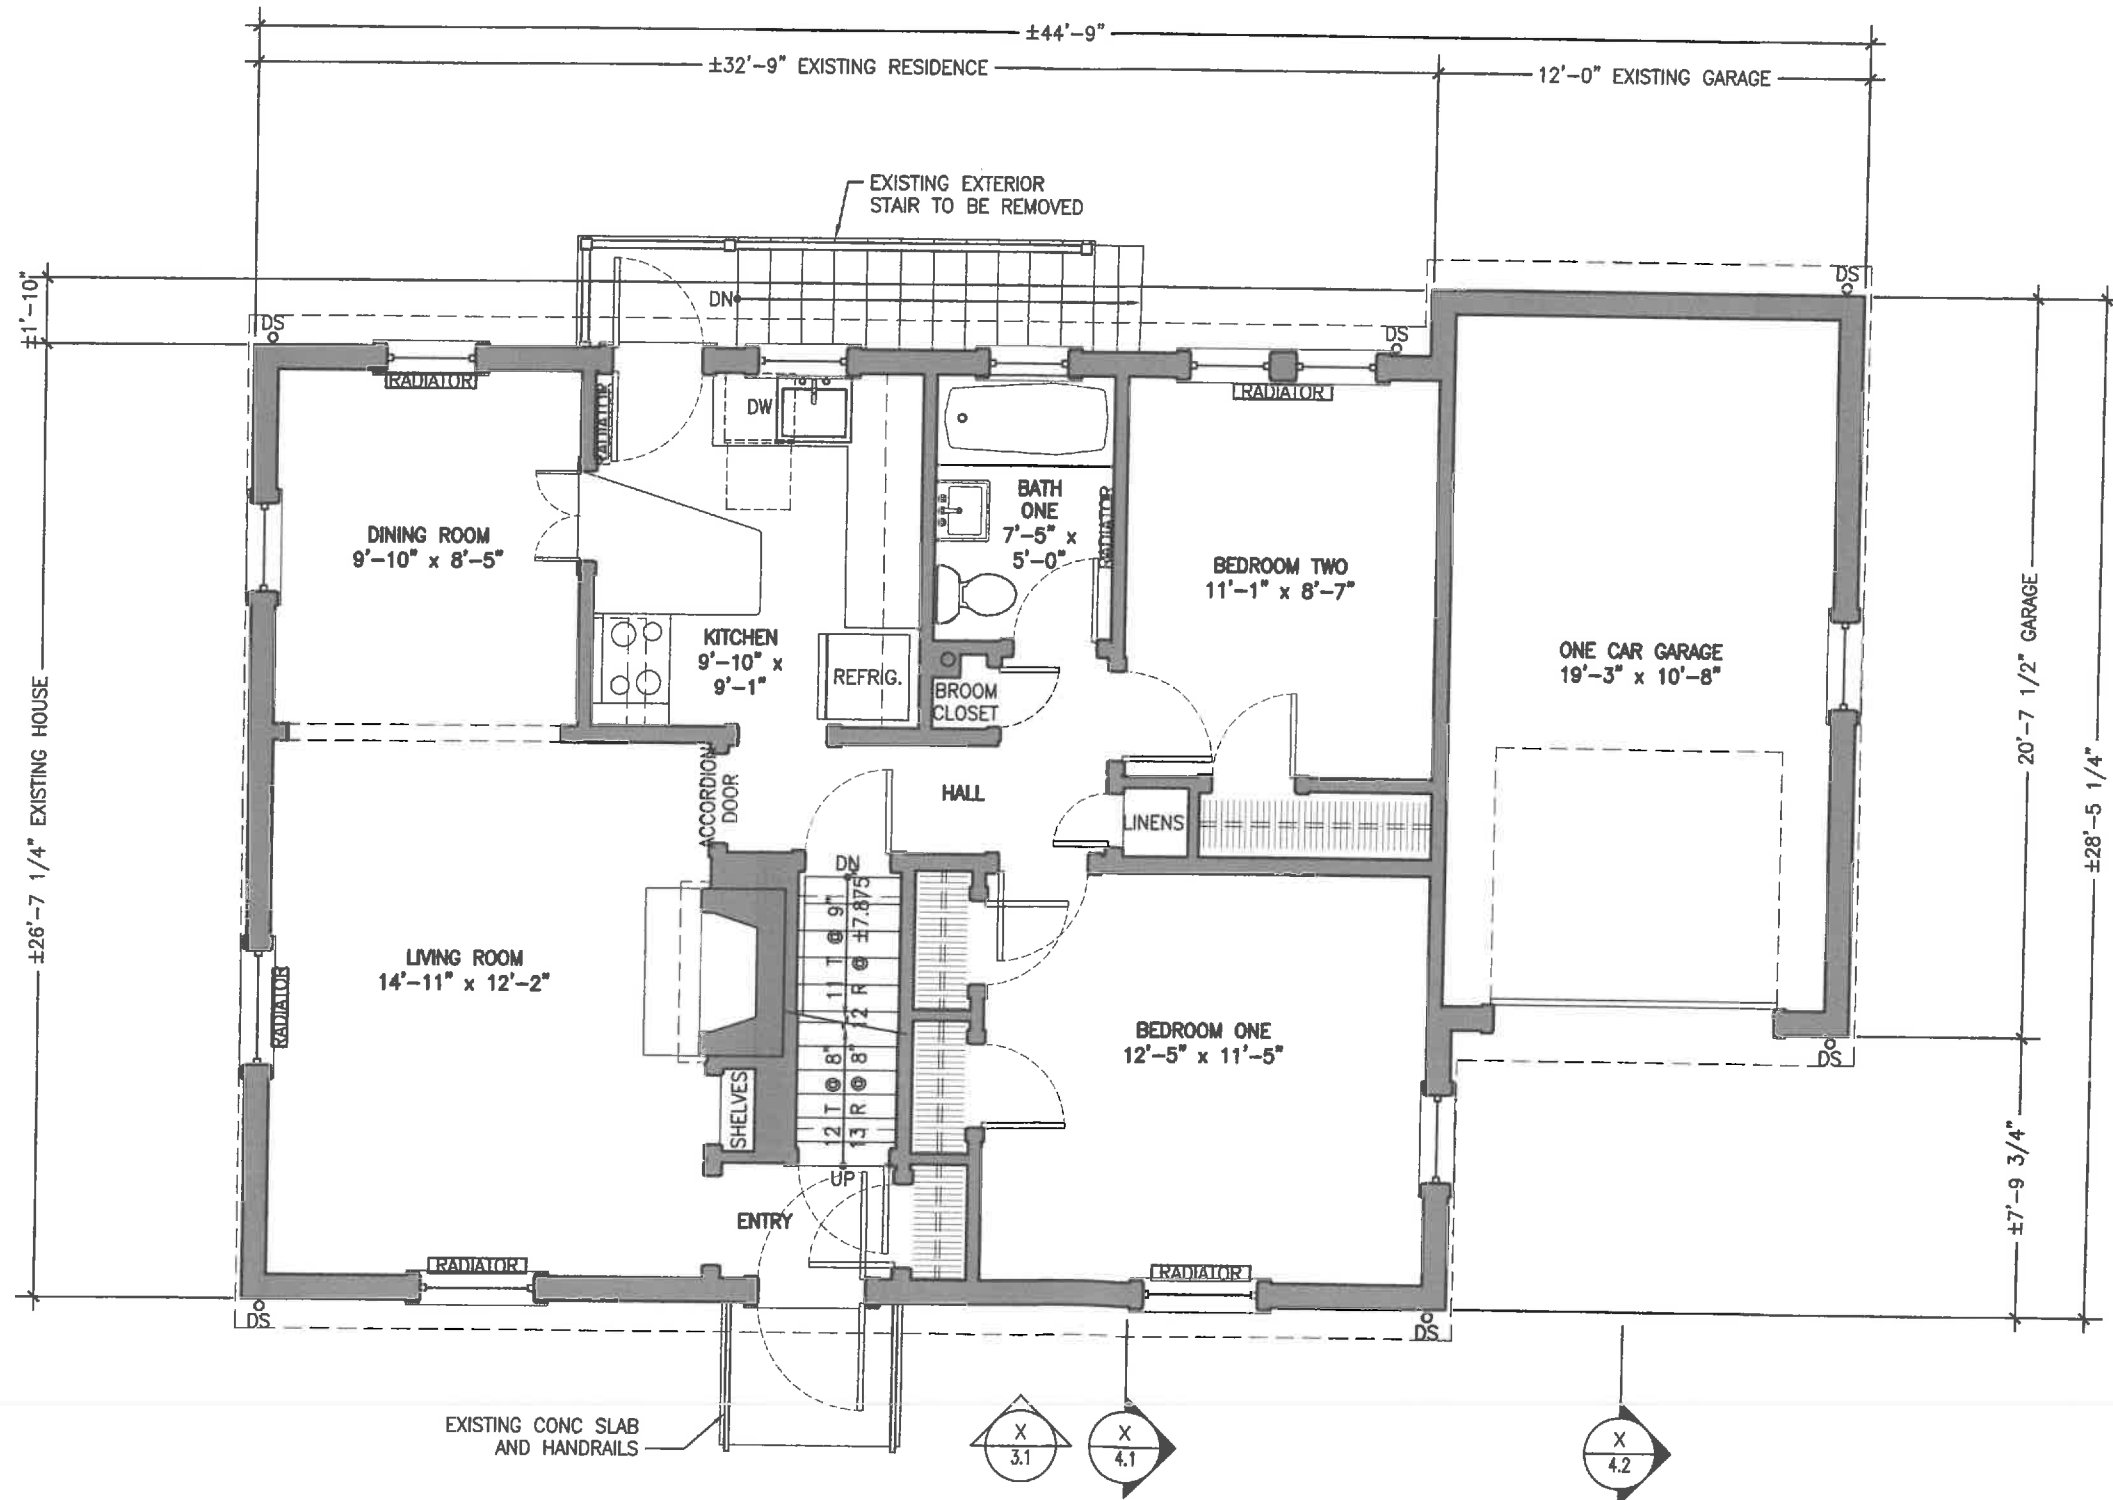 ±44'-9"
±32'-9" EXISTING RESIDENCE
12'-0" EXISTING GARAGE
EXISTING EXTERIOR
STAIR TO BE REMOVED
±1'-10"
DN
DS
DS
DS
RADIATOR
RADIATOR
RADIATOR
DW
BATH
ONE
7'-5" x
5'-0"
RADIATOR
DINING ROOM
9'-10" x 8'-5"
BEDROOM TWO
11'-1" x 8'-7"
KITCHEN
9'-10" x
9'-1"
REFRIG.
BROOM
CLOSET
ONE CAR GARAGE
19'-3" x 10'-8"
±26'-7 1/4" EXISTING HOUSE
20'-7 1/2" GARAGE
±28'-5 1/4"
ACCORDION
DOOR
HALL
LINENS
DN
11 T @ 9"
12 R @ ±7.875
LIVING ROOM
14'-11" x 12'-2"
RADIATOR
BEDROOM ONE
12'-5" x 11'-5"
12 T @ 8"
13 R @ 8"
SHELVES
UP
ENTRY
DS
±7'-9 3/4"
RADIATOR
RADIATOR
DS
DS
EXISTING CONC SLAB
AND HANDRAILS
X
3.1
X
4.1
X
4.2